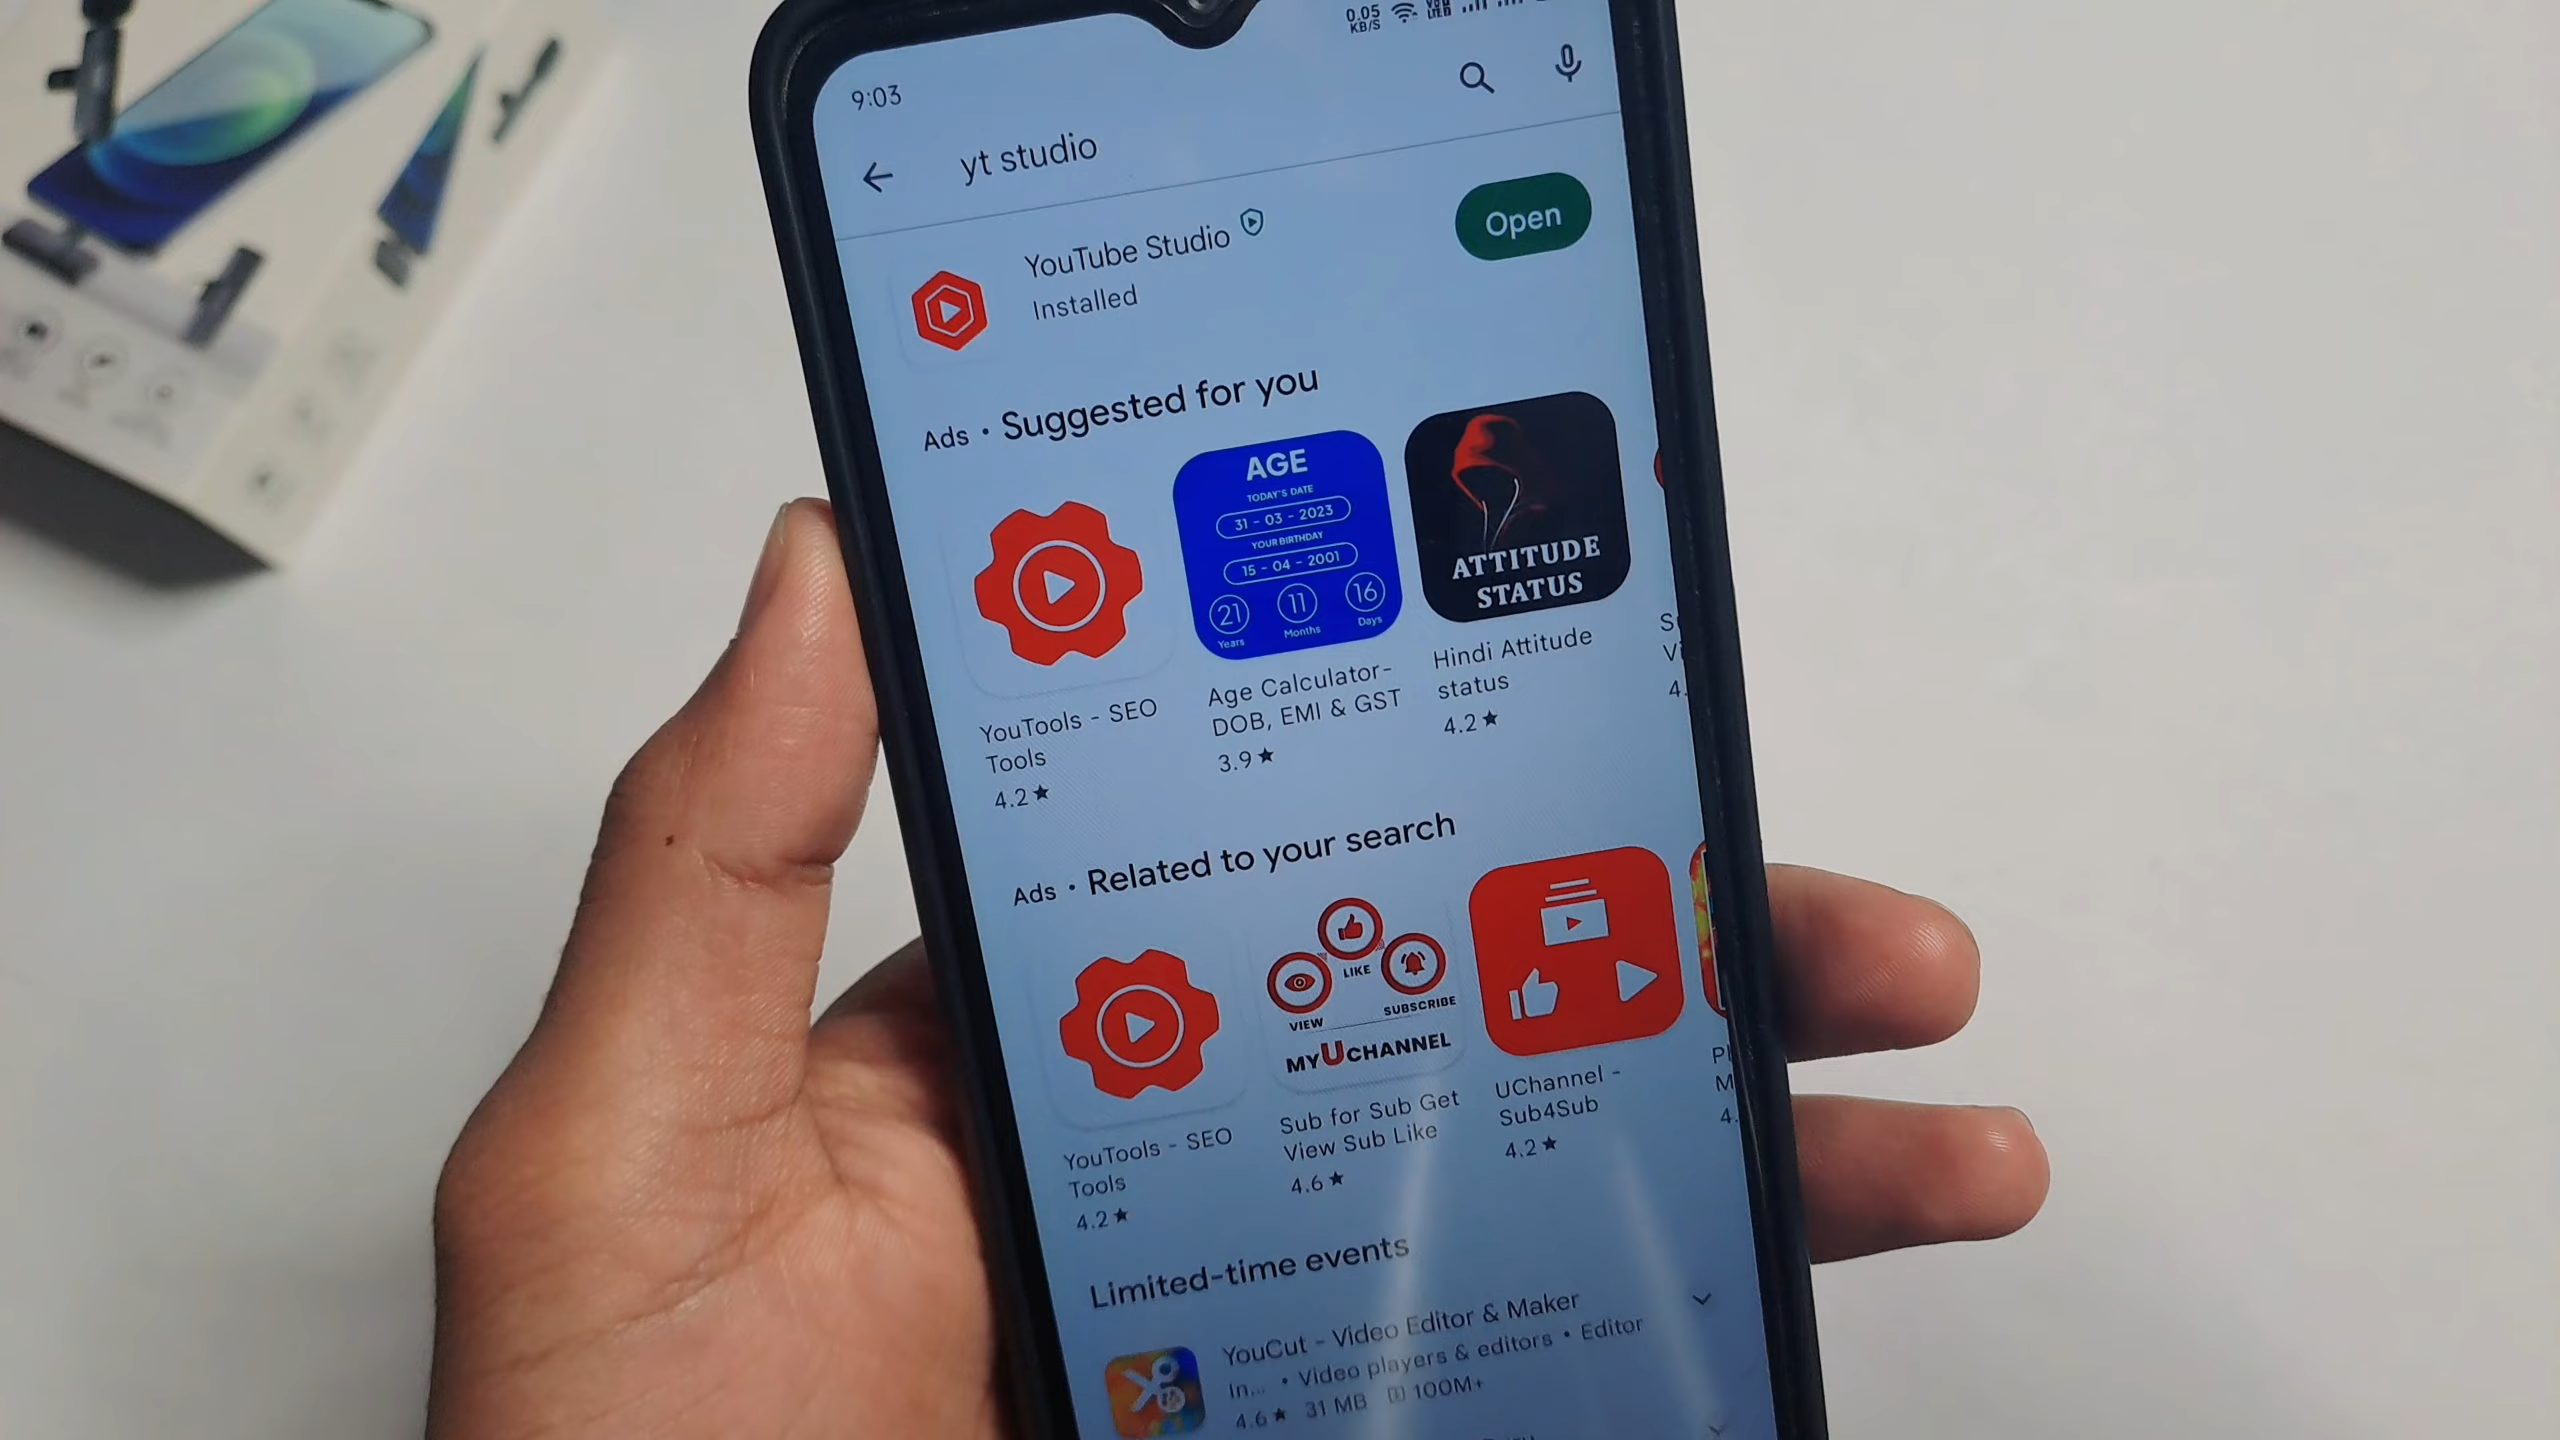 9:03
0.05
KB/S
yt studio
YouTube Studio
Installed
Open
Ads • Suggested for you
AGE
TODAY'S DATE
31 - 03 - 2023
YOUR BIRTHDAY
15 - 04 - 2001
21 11 16
Years Months Days
ATTITUDE
STATUS
YouTools - SEO
Tools
4.2★
Age Calculator-
DOB, EMI & GST
3.9★
Hindi Attitude
status
4.2★
4.
Ads • Related to your search
LIKE
VIEW
SUBSCRIBE
MYUCHANNEL
YouTools - SEO
Tools
4.2★
Sub for Sub Get
View Sub Like
4.6★
UChannel -
Sub4Sub
4.2★
4.
Limited-time events
YouCut - Video Editor & Maker
In... • Video players & editors • Editor
4.6★ 31 MB 100M+